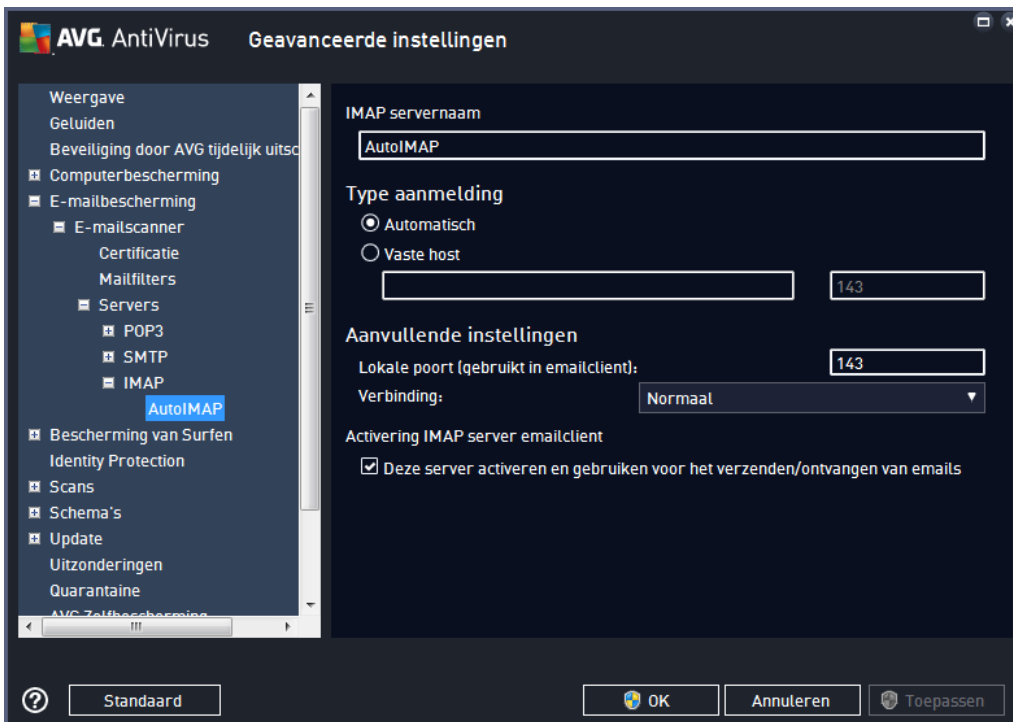 AVG AntiVirus Geavanceerde instellingen
Weergave
Geluiden
Beveiliging door AVG tijdelijk uitsc
Computerbescherming
E-mailbescherming
E-mailscanner
Certificatie
Mailfilters
Servers
POP3
SMTP
IMAP
AutoIMAP
Bescherming van Surfen
Identity Protection
Scans
Schema's
Update
Uitzonderingen
Quarantaine
AVG Zelfbescherming
IMAP servernaam
AutoIMAP
Type aanmelding
Automatisch
Vaste host
143
Aanvullende instellingen
Lokale poort (gebruikt in emailclient): 143
Verbinding: Normaal
Activering IMAP server emailclient
Deze server activeren en gebruiken voor het verzenden/ontvangen van emails
? Standaard OK Annuleren Toepassen